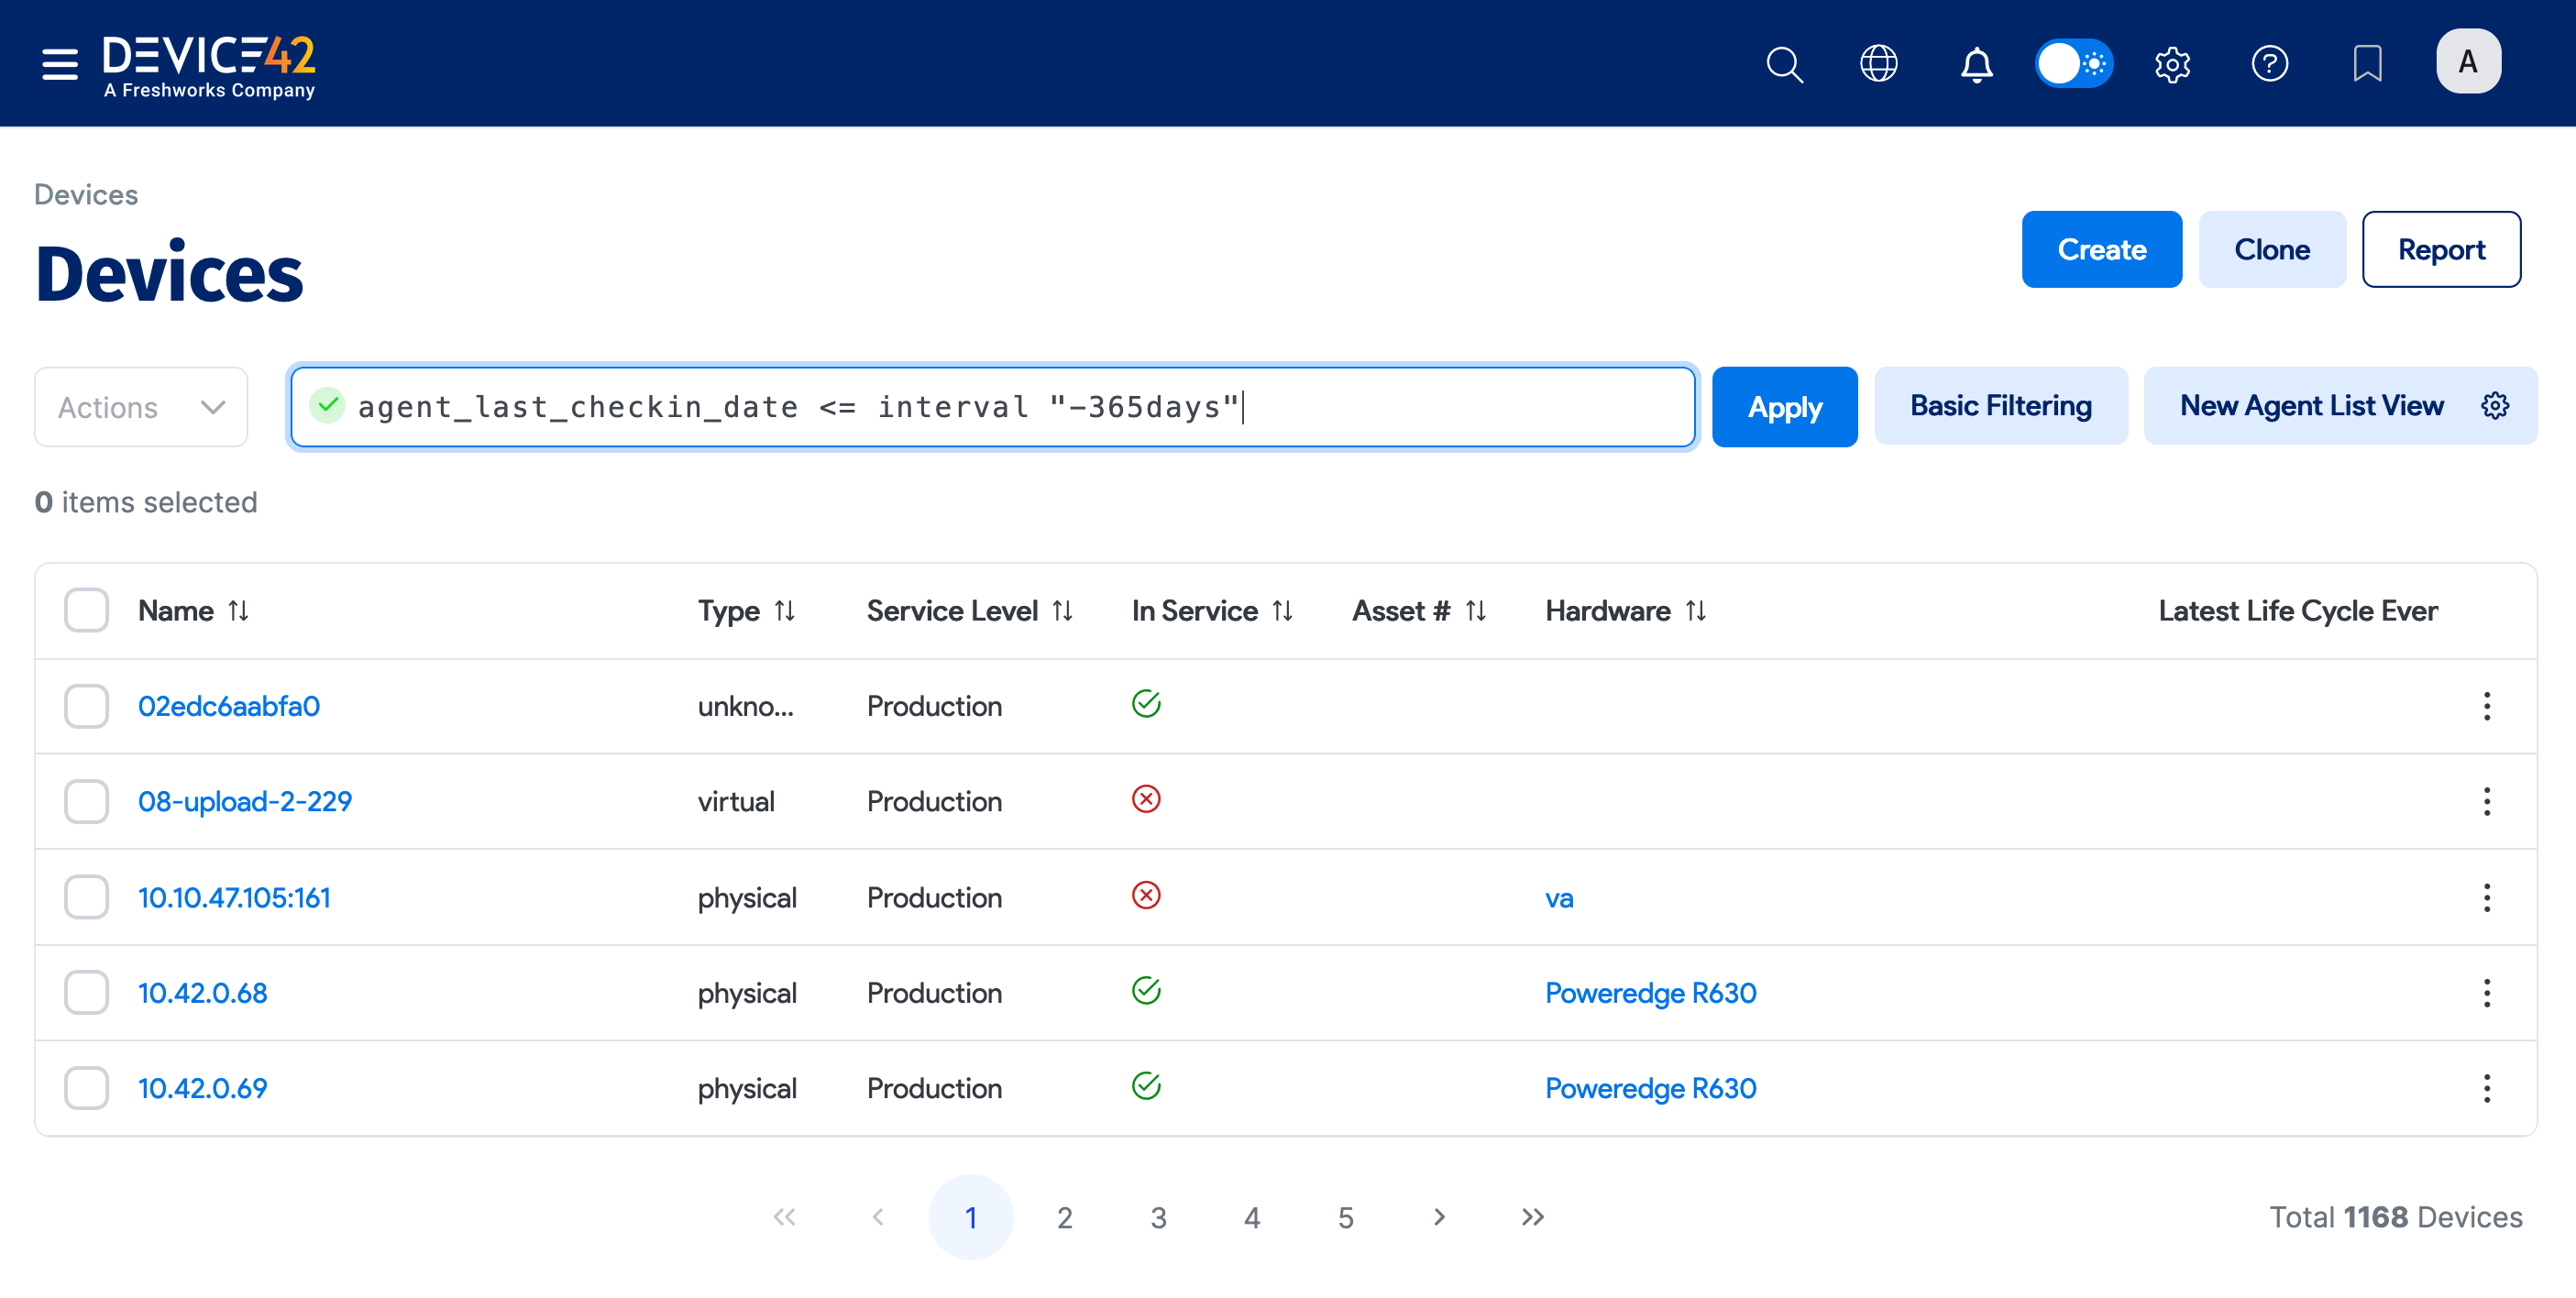 DEVICE42
A Freshworks Company
A
Devices
Devices
Create
Clone
Report
Actions
agent_last_checkin_date <= interval "-365days"
Apply
Basic Filtering
New Agent List View
0 items selected
Name Type Service Level In Service Asset # Hardware Latest Life Cycle Ever
02edc6aabfa0 unkno... Production
08-upload-2-229 virtual Production
10.10.47.105:161 physical Production va
10.42.0.68 physical Production Poweredge R630
10.42.0.69 physical Production Poweredge R630
« ‹ 1 2 3 4 5 › »
Total 1168 Devices